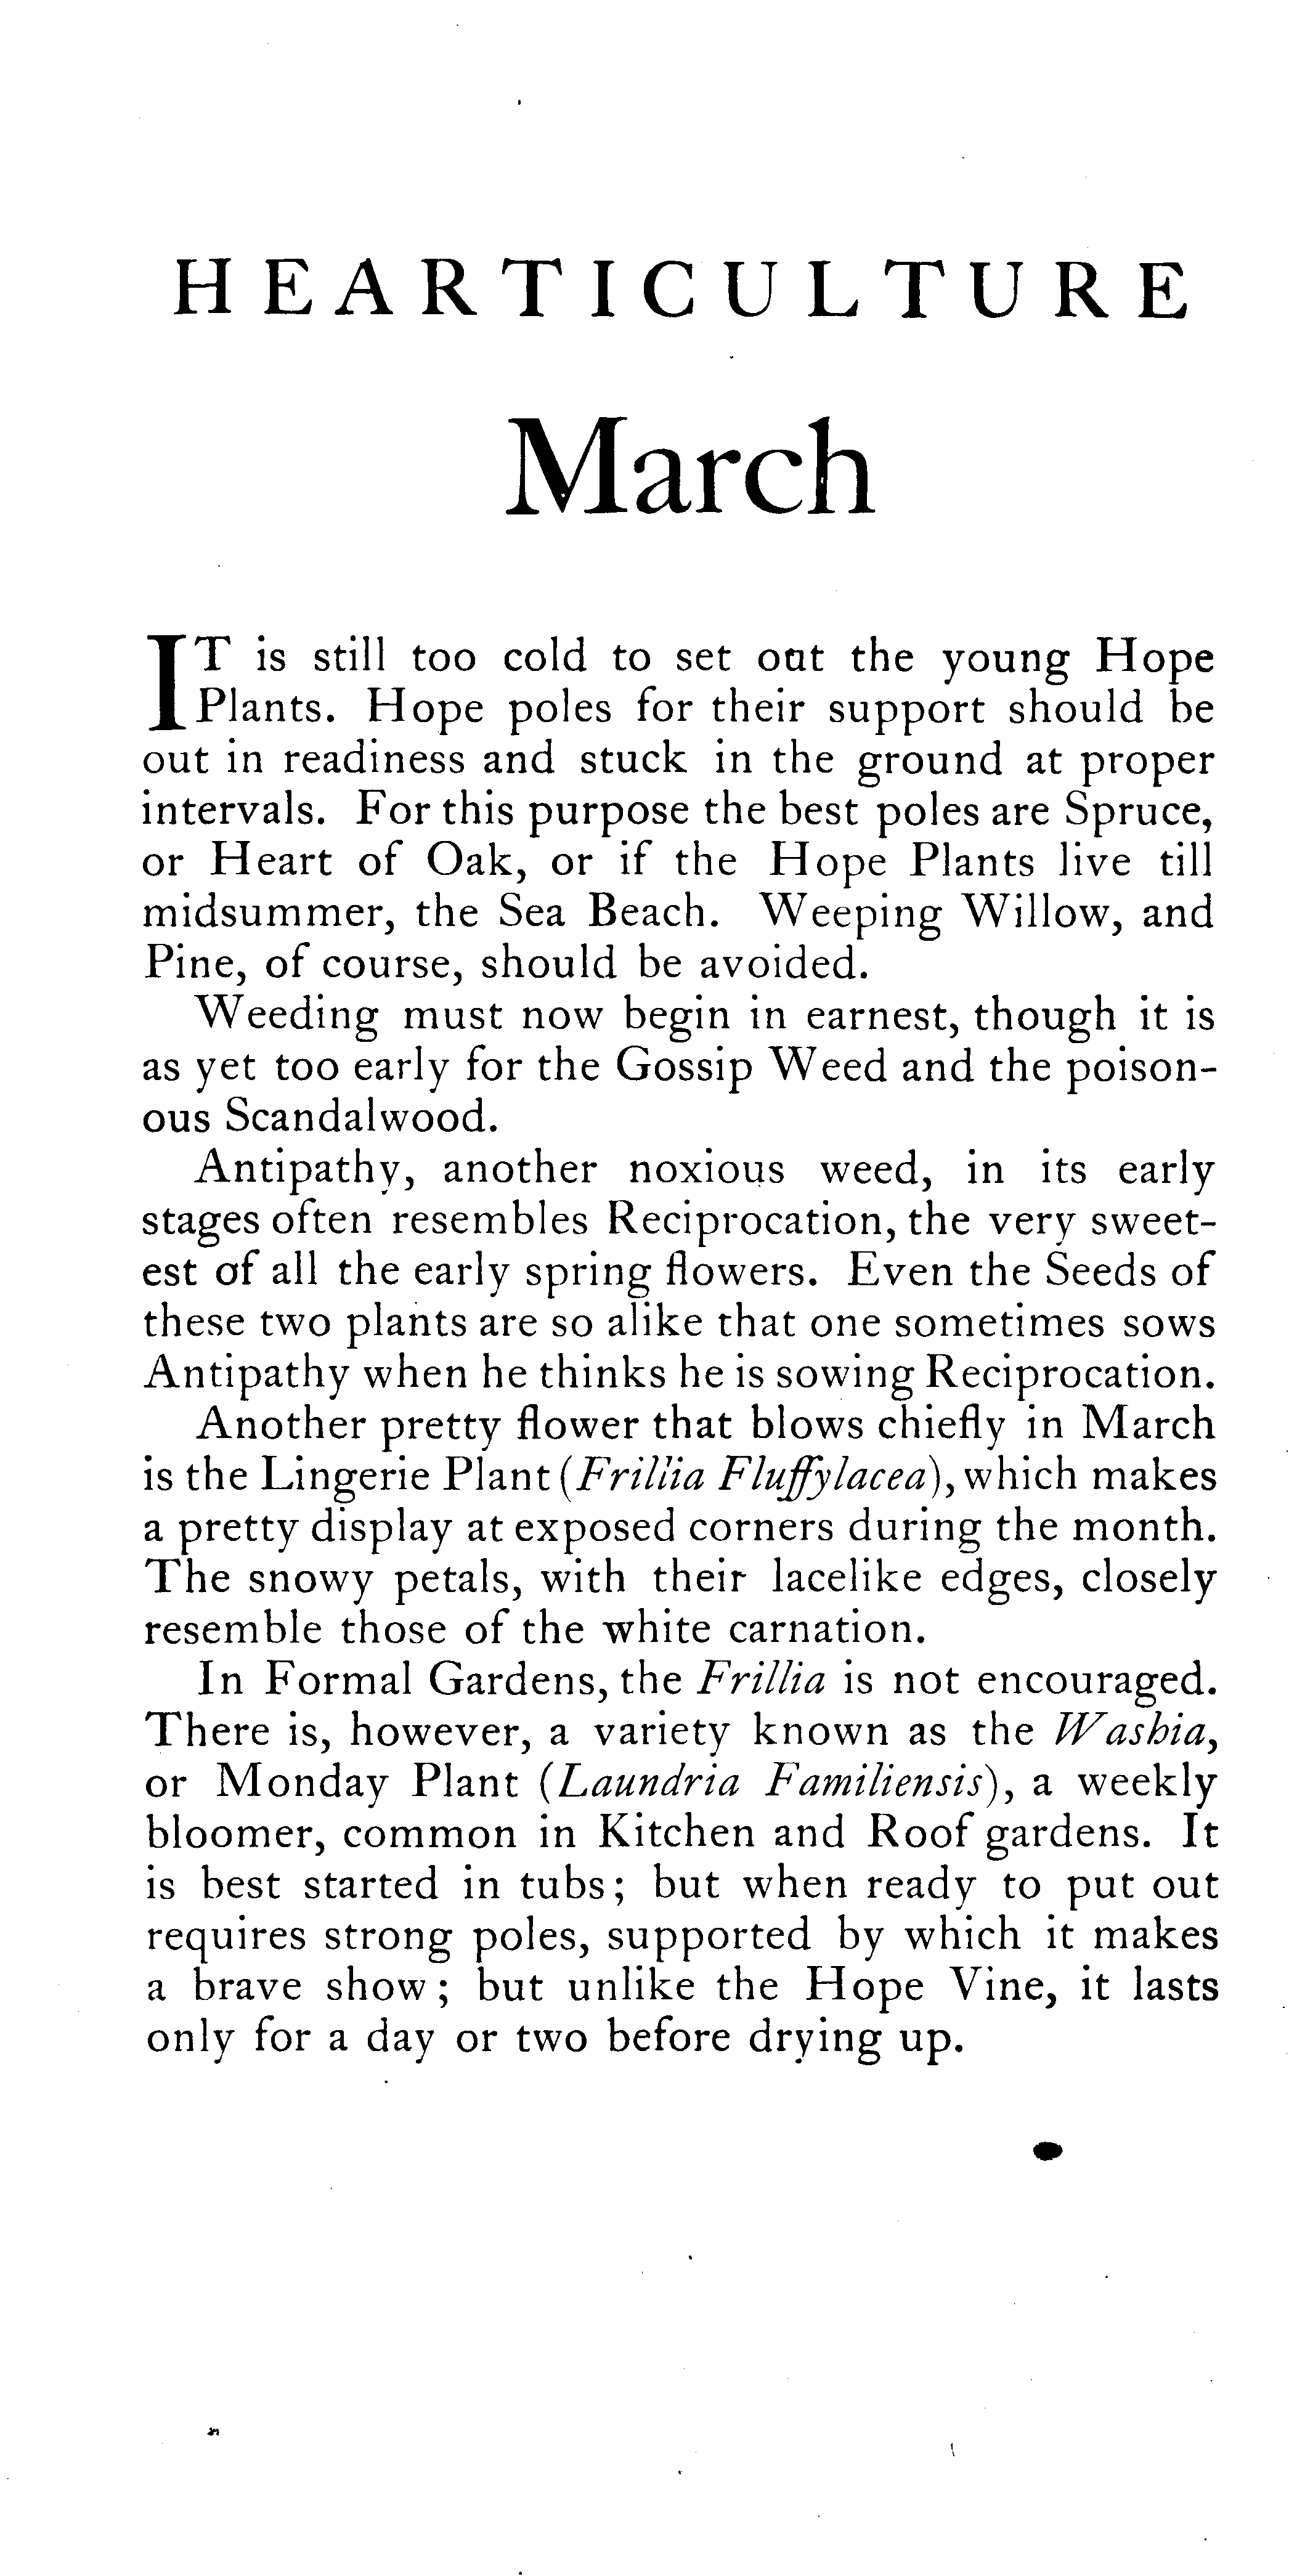 HEARTICULTURE
March
IT is still too cold to set out the young Hope
Plants. Hope poles for their support should be
out in readiness and stuck in the ground at proper
intervals. For this purpose the best poles are Spruce,
or Heart of Oak, or if the Hope Plants live till
midsummer, the Sea Beach. Weeping Willow, and
Pine, of course, should be avoided.
Weeding must now begin in earnest, though it is
as yet too early for the Gossip Weed and the poison-
ous Scandalwood.
Antipathy, another noxious weed, in its early
stages often resembles Reciprocation, the very sweet-
est of all the early spring flowers. Even the Seeds of
these two plants are so alike that one sometimes sows
Antipathy when he thinks he is sowing Reciprocation.
Another pretty flower that blows chiefly in March
is the Lingerie Plant (Frillia Fluffylacea), which makes
a pretty display at exposed corners during the month.
The snowy petals, with their lacelike edges, closely
resemble those of the white carnation.
In Formal Gardens, the Frillia is not encouraged.
There is, however, a variety known as the Washia,
or Monday Plant (Laundria Familiensis), a weekly
bloomer, common in Kitchen and Roof gardens. It
is best started in tubs; but when ready to put out
requires strong poles, supported by which it makes
a brave show; but unlike the Hope Vine, it lasts
only for a day or two before drying up.